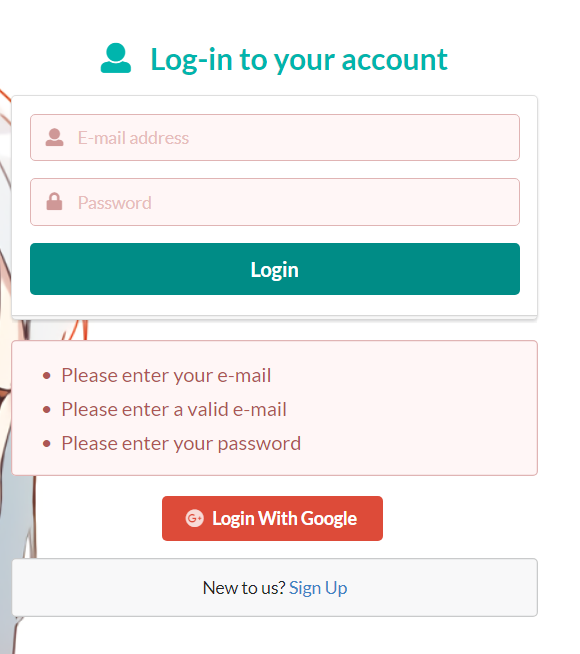 Log-in to your account
E-mail address
Password
Login
Please enter your e-mail
Please enter a valid e-mail
Please enter your password
G+ Login With Google
New to us? Sign Up